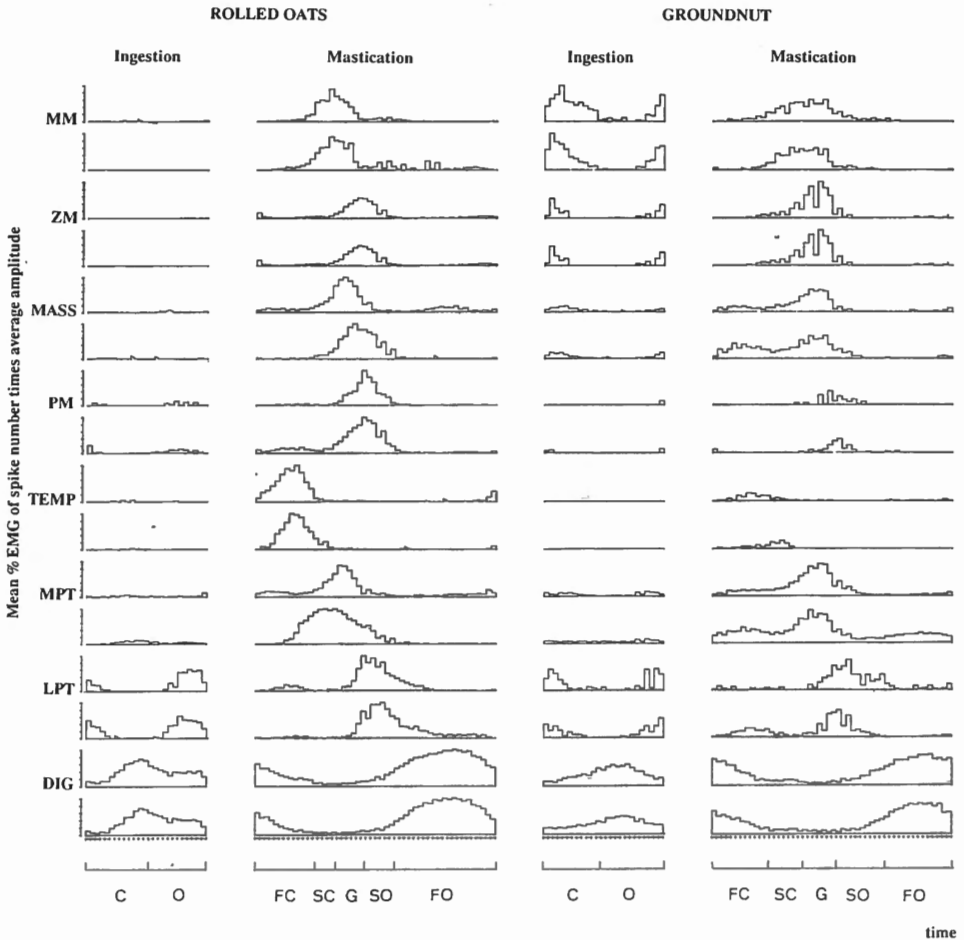 ROLLED OATS GROUNDNUT
Ingestion Mastication Ingestion Mastication
Mean % EMG of spike number times average amplitude
MM
ZM
MASS
PM
TEMP
MPT
LPT
DIG
C O FC SC G SO FO C O FC SC G SO FO
time